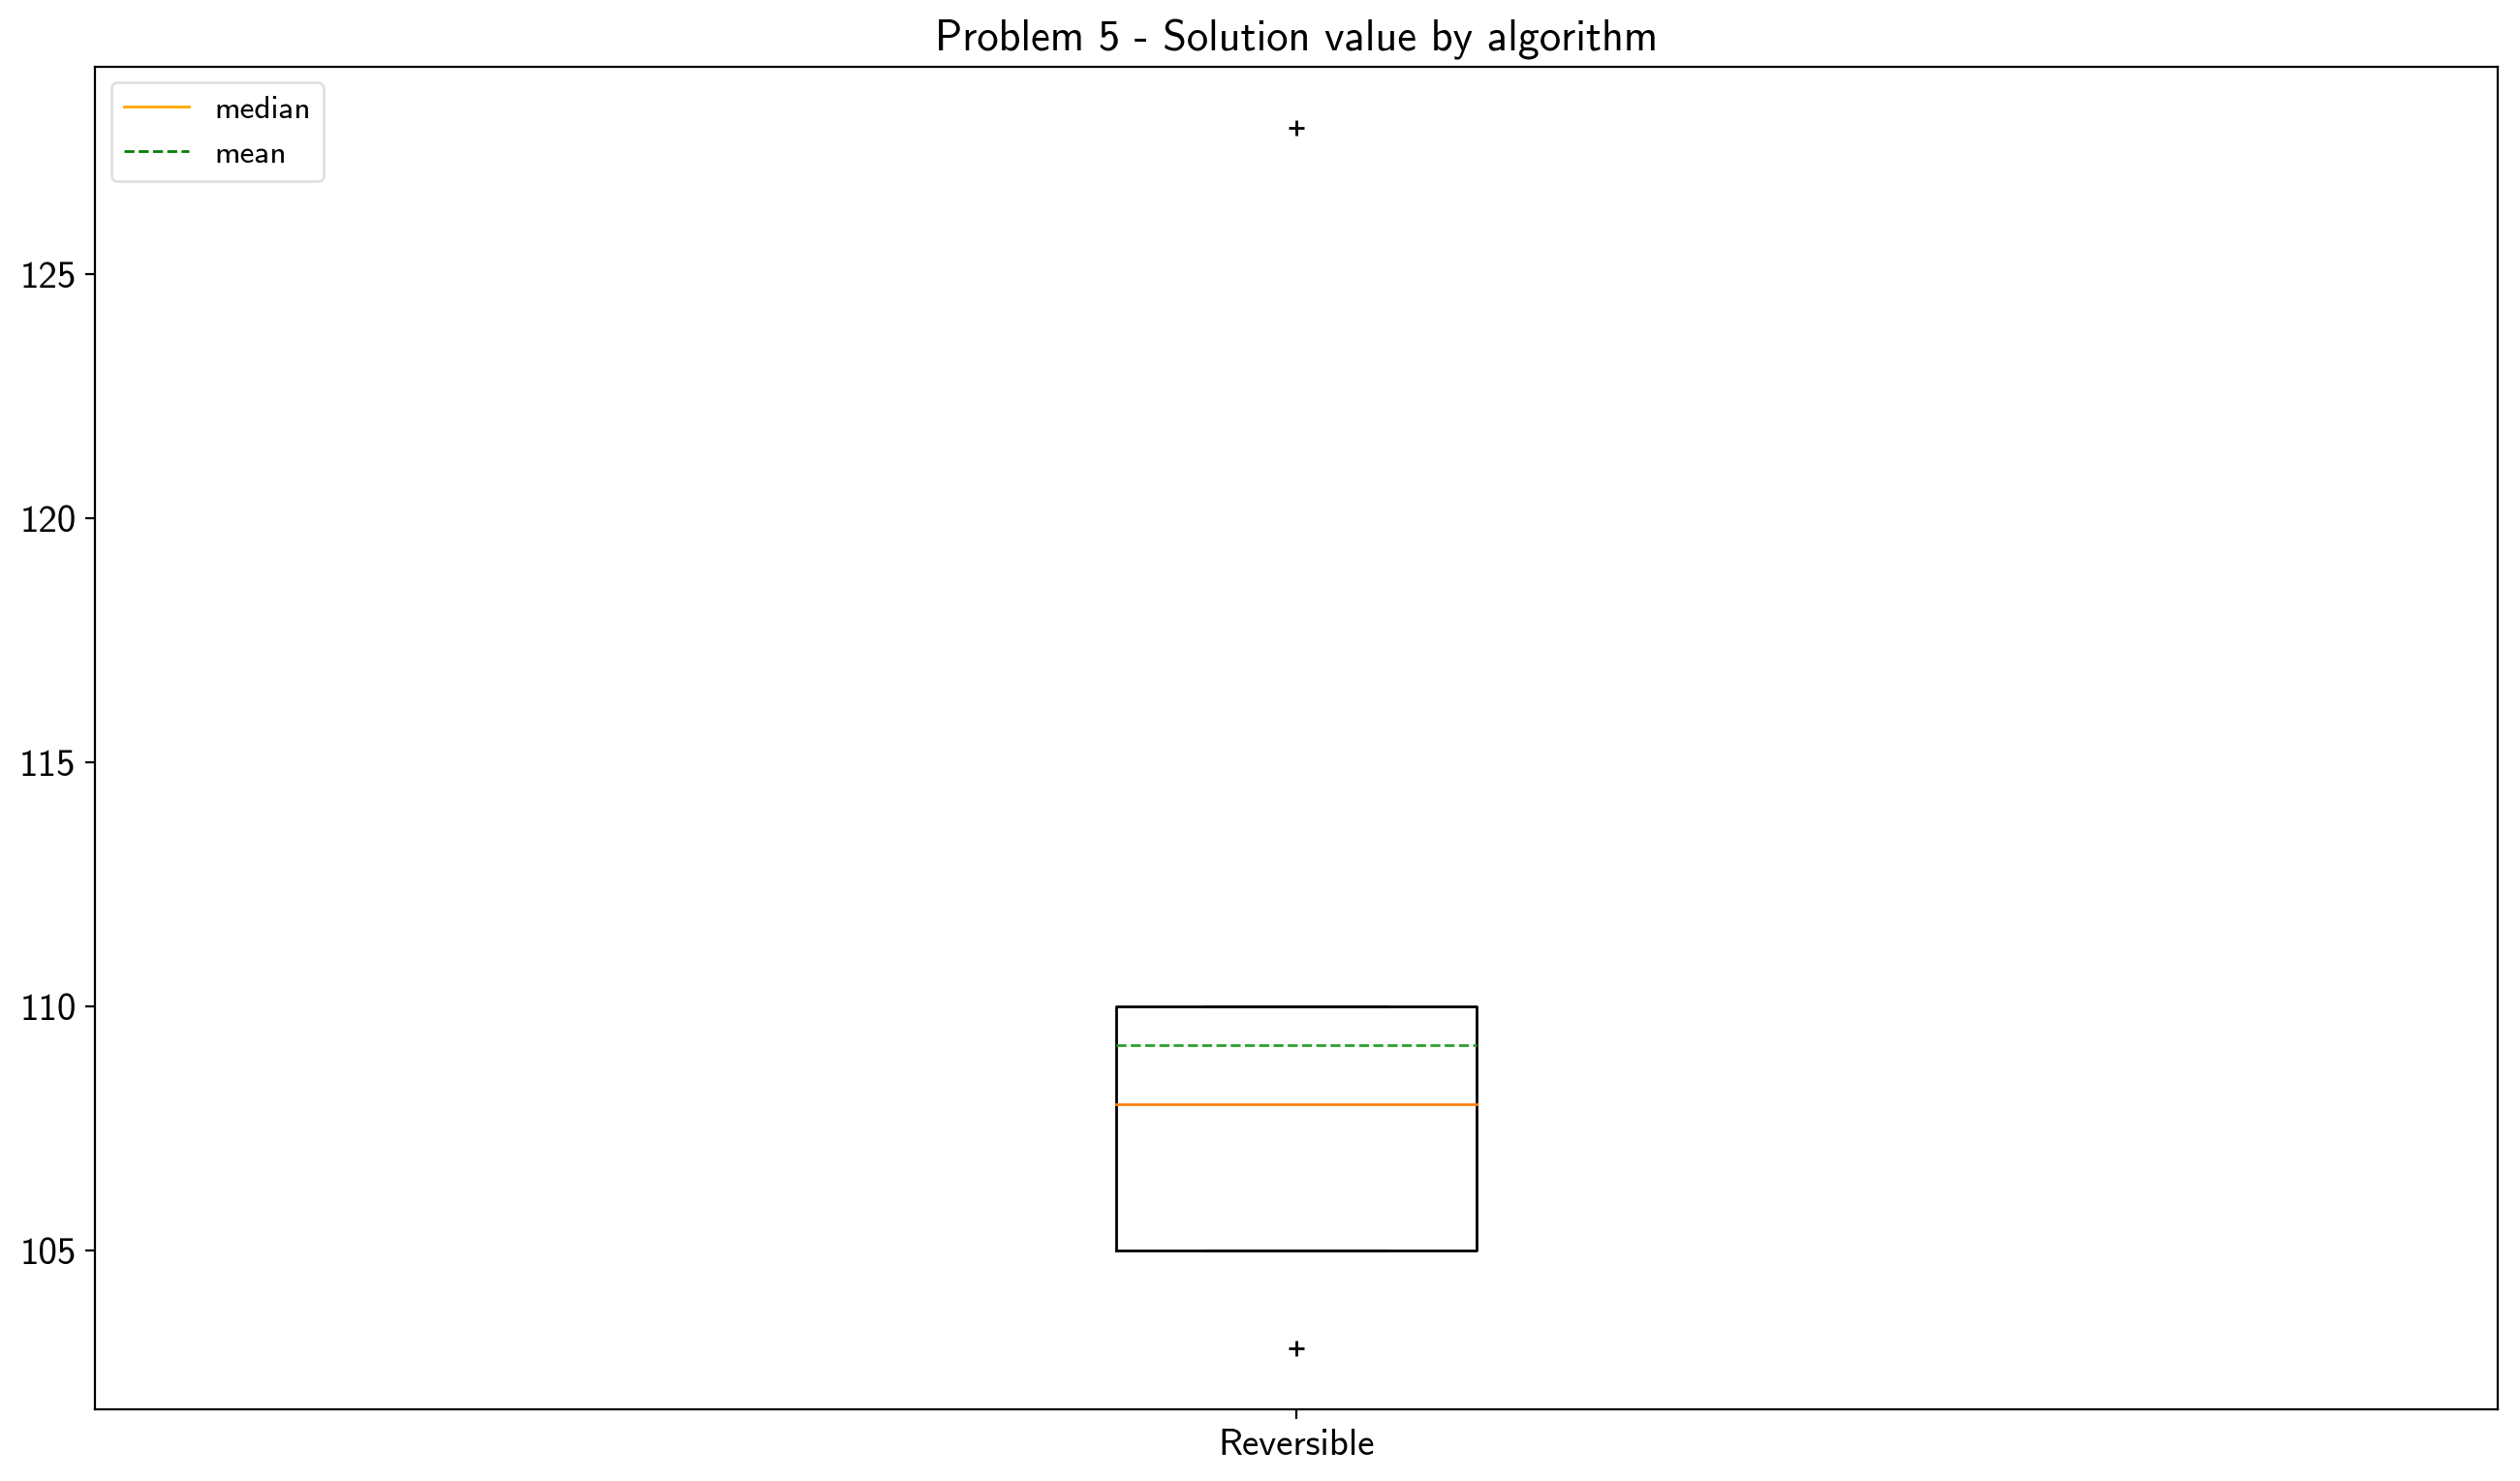 Problem 5 - Solution value by algorithm
median
mean
125
120
115
110
105
Reversible